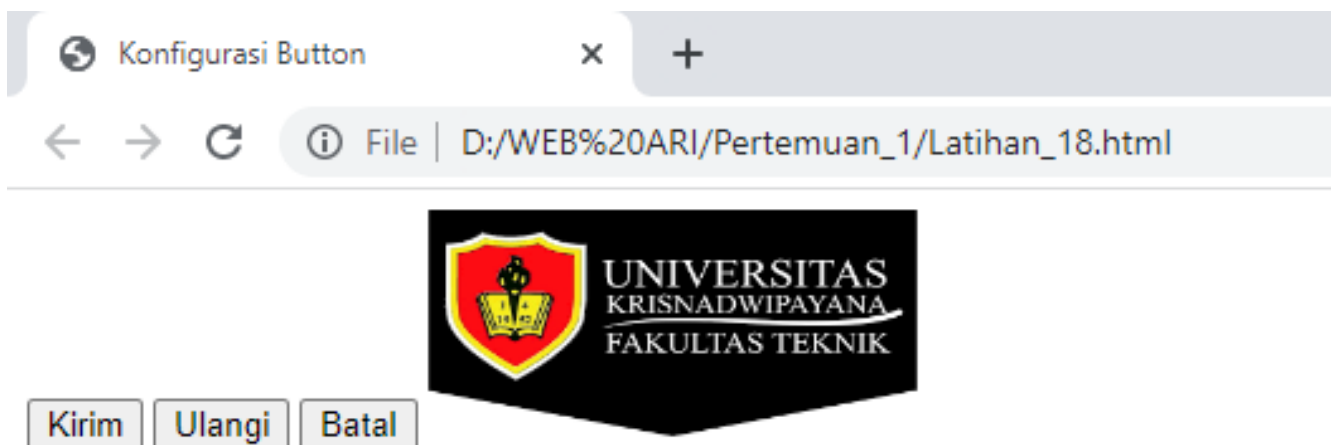 Konfigurasi Button
File D:/WEB%20ARI/Pertemuan_1/Latihan_18.html
UNIVERSITAS
KRISNADWIPAYANA
FAKULTAS TEKNIK
Kirim Ulangi Batal